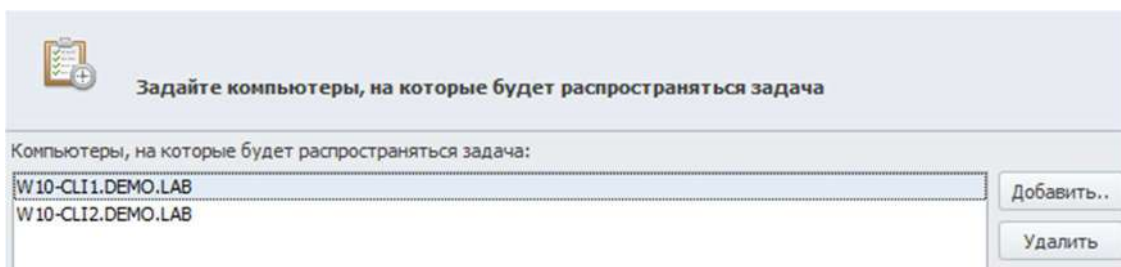 Задайте компьютеры, на которые будет распространяться задача
Компьютеры, на которые будет распространяться задача:
W10-CLI1.DEMO.LAB
W10-CLI2.DEMO.LAB
Добавить..
Удалить